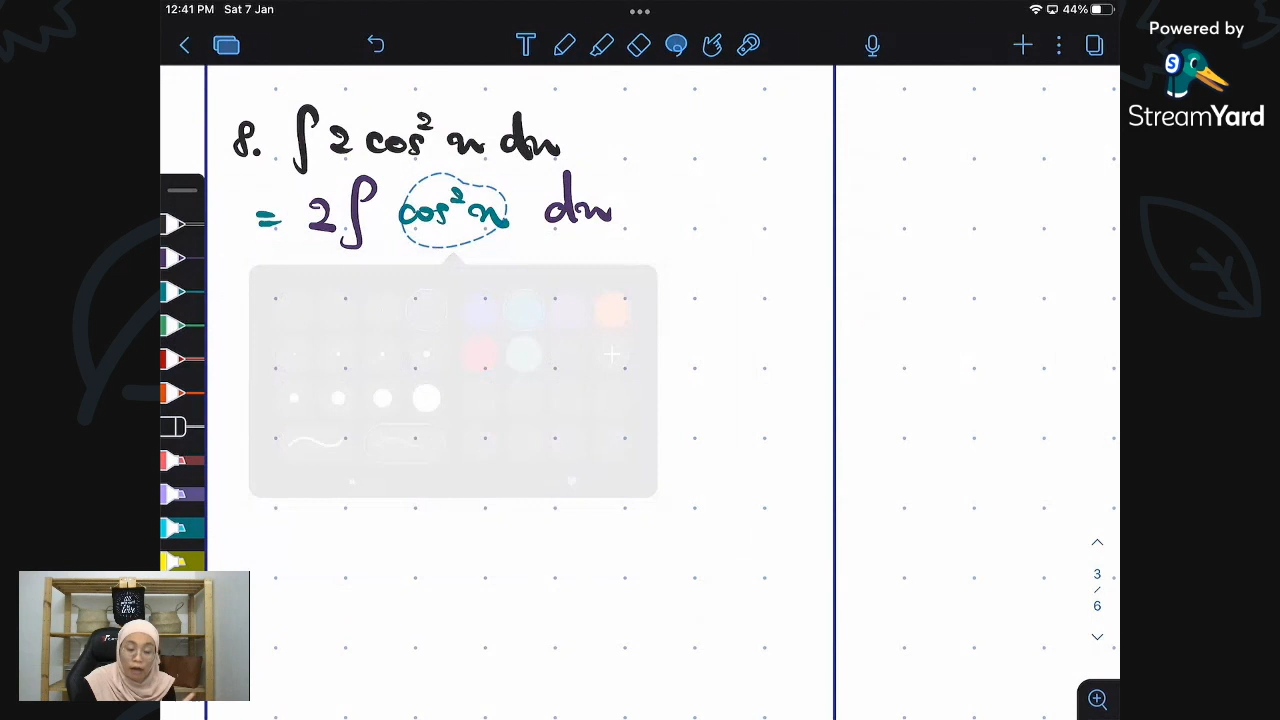 12:41 PM Sat 7 Jan
44%
Powered by
S
StreamYard
T
8. ∫ 2 cos² x dx
= 2 ∫ cos² x dx
3
/
6